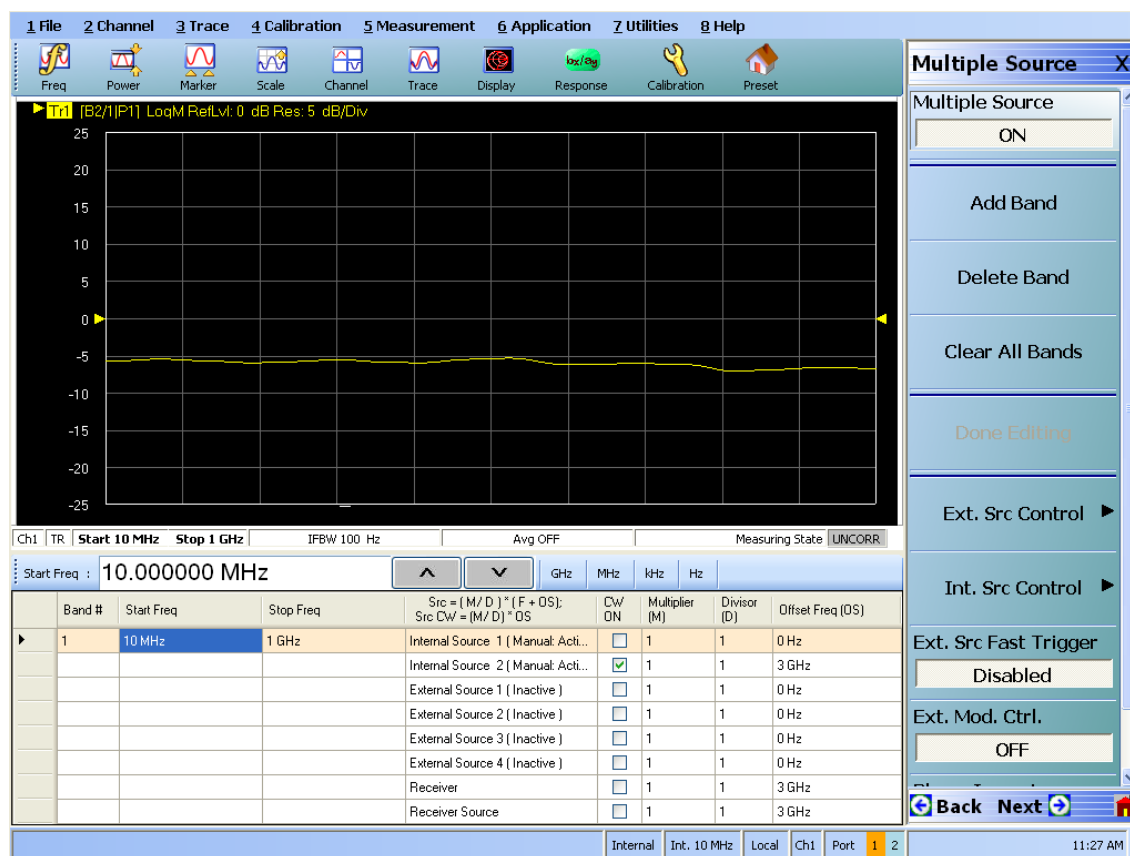 1 File 2 Channel 3 Trace 4 Calibration 5 Measurement 6 Application 7 Utilities 8 Help
Freq Power Marker Scale Channel Trace Display Response Calibration Preset
bx/ay
Tr1 [B2/1|P1] LogM RefLvl: 0 dB Res: 5 dB/Div
25
20
15
10
5
0
-5
-10
-15
-20
-25
Ch1 TR Start 10 MHz Stop 1 GHz IFBW 100 Hz Avg OFF Measuring State UNCORR
Start Freq : 10.000000 MHz GHz MHz kHz Hz
Band # Start Freq Stop Freq Src = ( M / D ) * ( F + OS); Src CW = (M / D) * OS CW ON Multiplier (M) Divisor (D) Offset Freq (OS)
1 10 MHz 1 GHz Internal Source 1 ( Manual: Acti... 1 1 0 Hz
Internal Source 2 ( Manual: Acti... 1 1 3 GHz
External Source 1 ( Inactive ) 1 1 0 Hz
External Source 2 ( Inactive ) 1 1 0 Hz
External Source 3 ( Inactive ) 1 1 0 Hz
External Source 4 ( Inactive ) 1 1 0 Hz
Receiver 1 1 3 GHz
Receiver Source 1 1 3 GHz
Multiple Source X
Multiple Source
ON
Add Band
Delete Band
Clear All Bands
Done Editing
Ext. Src Control
Int. Src Control
Ext. Src Fast Trigger
Disabled
Ext. Mod. Ctrl.
OFF
Back Next
Internal Int. 10 MHz Local Ch1 Port 1 2 11:27 AM